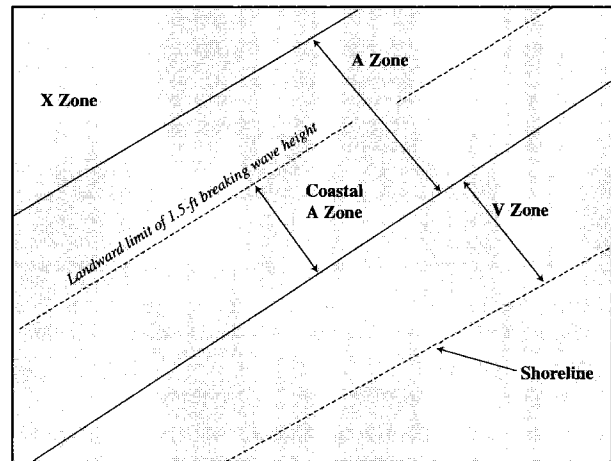 A Zone
X Zone
Landward limit of 1.5-ft breaking wave height
Coastal
A Zone
V Zone
Shoreline